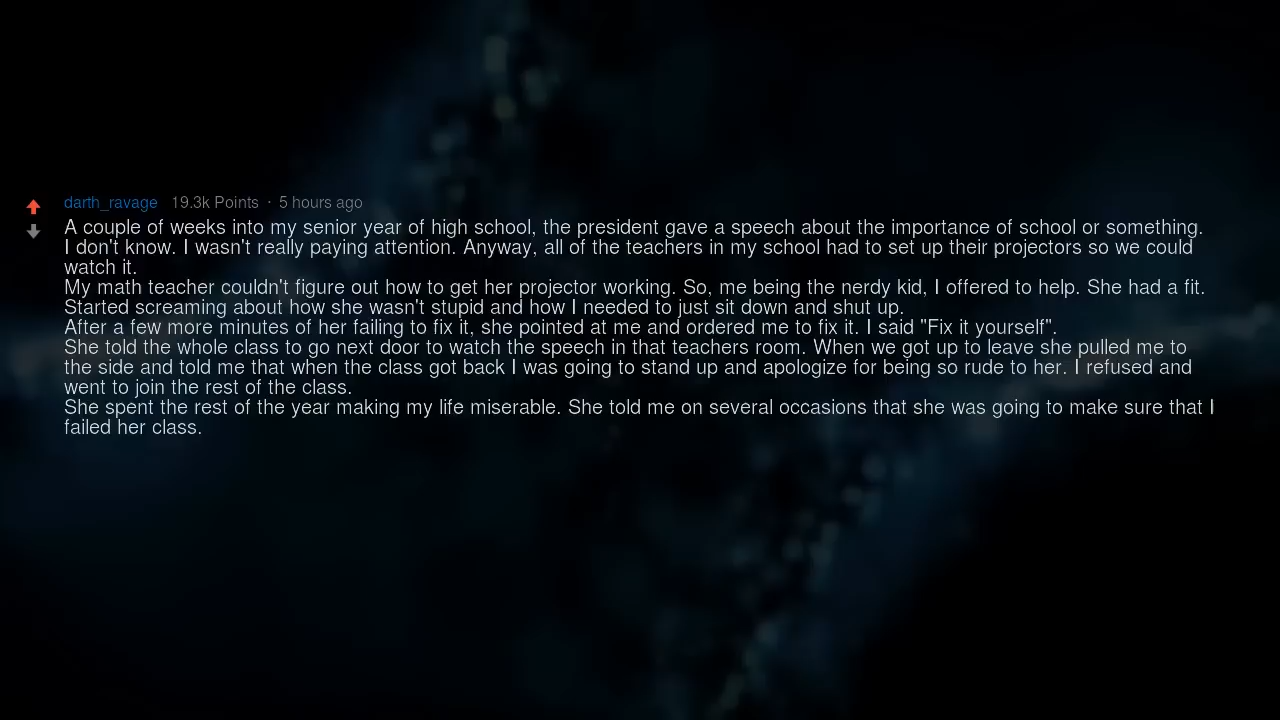 darth_ravage 19.3k Points · 5 hours ago
A couple of weeks into my senior year of high school, the president gave a speech about the importance of school or something.
I don't know. I wasn't really paying attention. Anyway, all of the teachers in my school had to set up their projectors so we could
watch it.
My math teacher couldn't figure out how to get her projector working. So, me being the nerdy kid, I offered to help. She had a fit.
Started screaming about how she wasn't stupid and how I needed to just sit down and shut up.
After a few more minutes of her failing to fix it, she pointed at me and ordered me to fix it. I said "Fix it yourself".
She told the whole class to go next door to watch the speech in that teachers room. When we got up to leave she pulled me to
the side and told me that when the class got back I was going to stand up and apologize for being so rude to her. I refused and
went to join the rest of the class.
She spent the rest of the year making my life miserable. She told me on several occasions that she was going to make sure that I
failed her class.